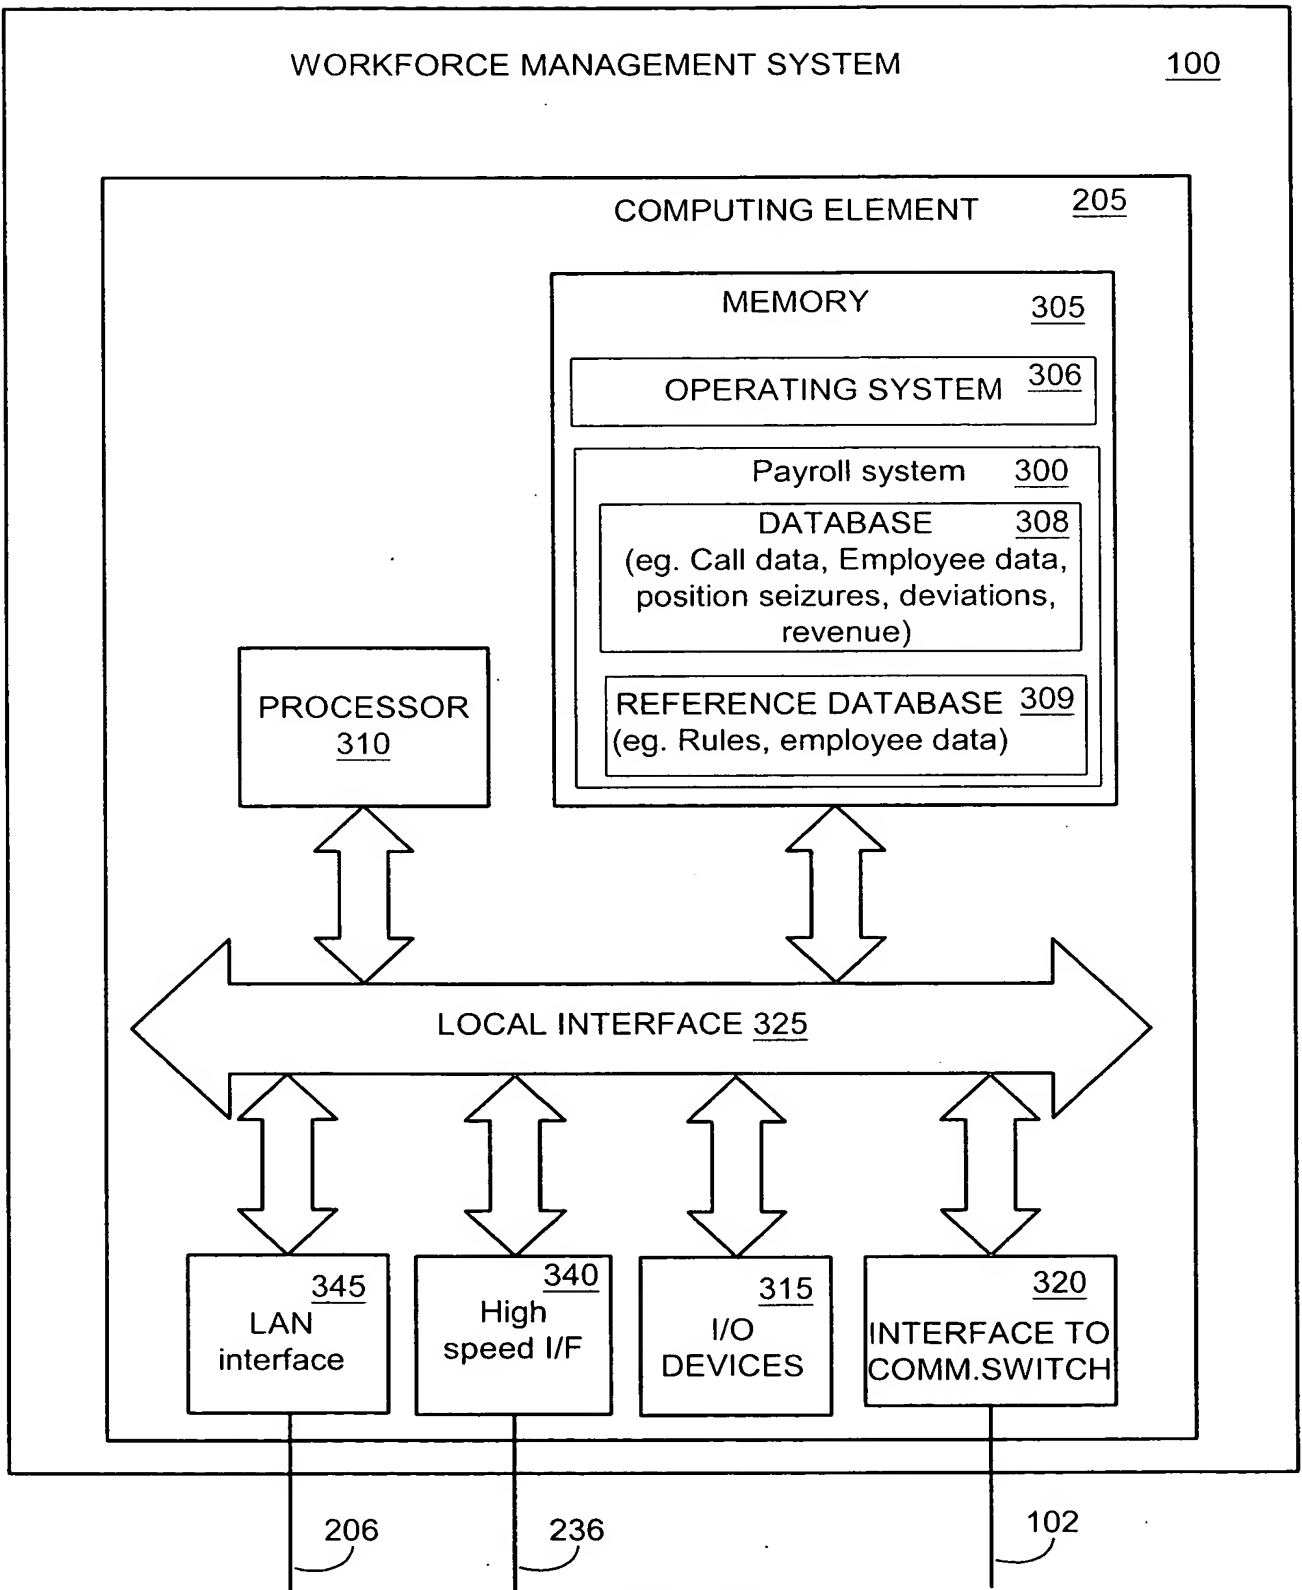 WORKFORCE MANAGEMENT SYSTEM 100
COMPUTING ELEMENT 205
MEMORY 305
OPERATING SYSTEM 306
Payroll system 300
DATABASE 308
(eg. Call data, Employee data,
position seizures, deviations,
revenue)
REFERENCE DATABASE 309
(eg. Rules, employee data)
PROCESSOR
310
LOCAL INTERFACE 325
345
LAN
interface
340
High
speed I/F
315
I/O
DEVICES
320
INTERFACE TO
COMM.SWITCH
206
236
102